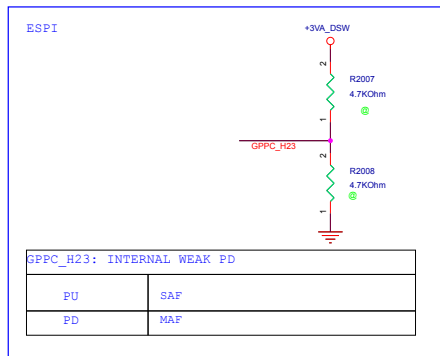 ESPI
+3VA_DSW
2
R2007
4.7KOhm
@
1
GPPC_H23
2
R2008
4.7KOhm
@
1
GPPC_H23: INTERNAL WEAK PD
PU SAF
PD MAF